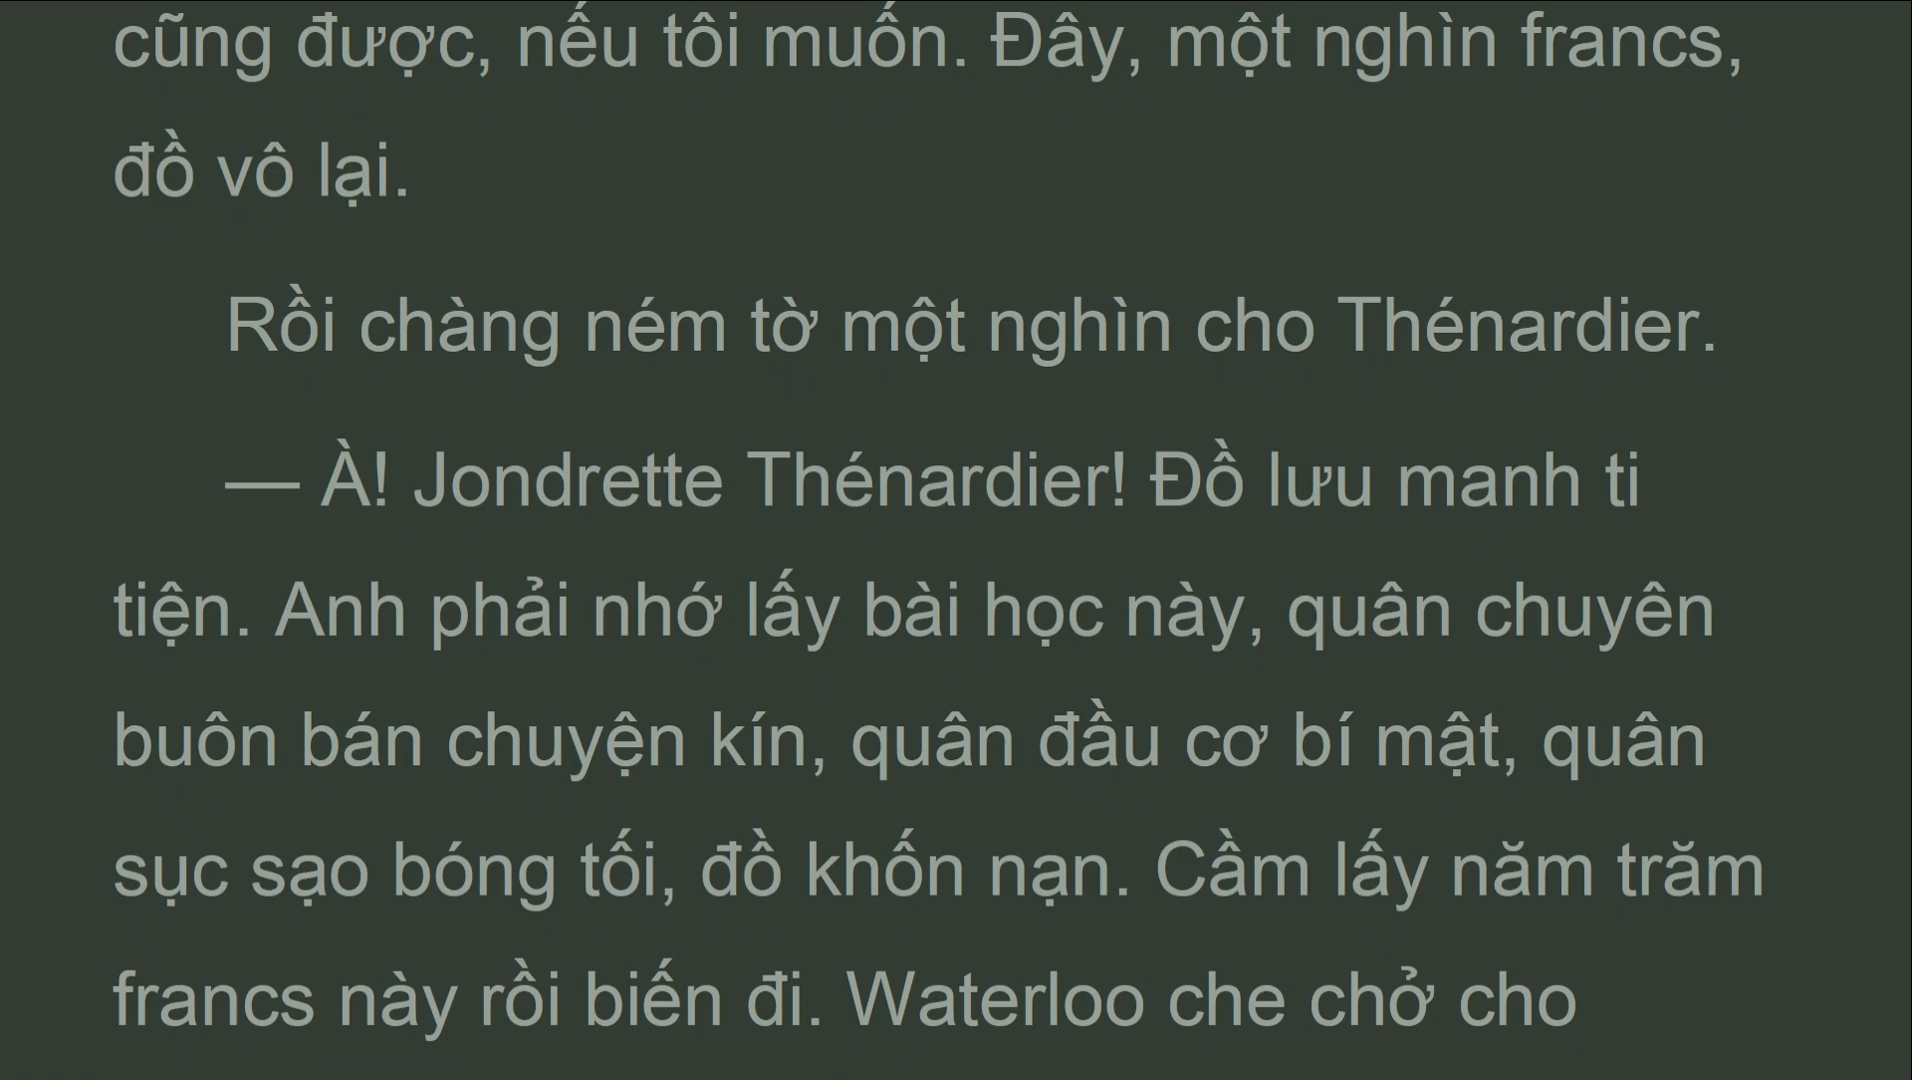 cũng được, nếu tôi muốn. Đây, một nghìn francs,
đồ vô lại.
Rồi chàng ném tờ một nghìn cho Thénardier.
— À! Jondrette Thénardier! Đồ lưu manh ti
tiện. Anh phải nhớ lấy bài học này, quân chuyên
buôn bán chuyện kín, quân đầu cơ bí mật, quân
sục sạo bóng tối, đồ khốn nạn. Cầm lấy năm trăm
francs này rồi biến đi. Waterloo che chở cho